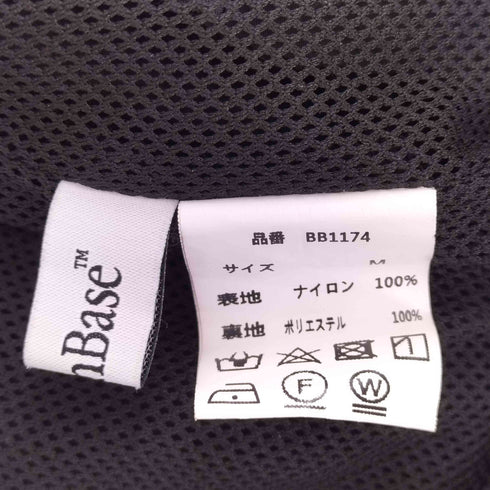 nBase™
品番 BB1174
サイズ M
表地 ナイロン 100%
裏地 ポリエステル 100%
F
W